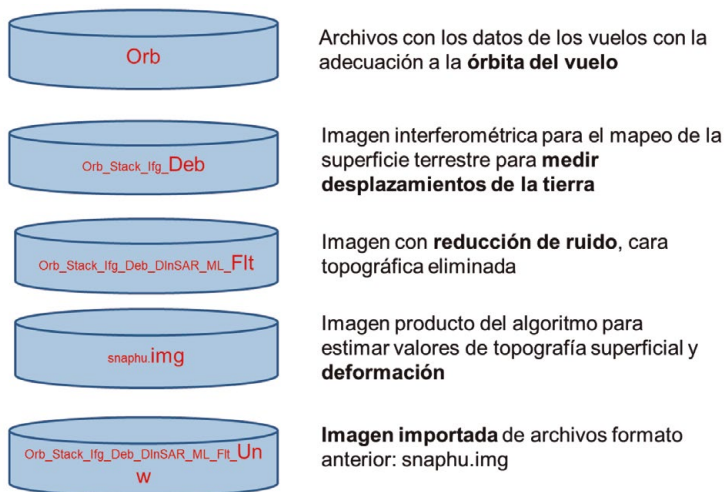 Orb
Archivos con los datos de los vuelos con la
adecuación a la órbita del vuelo
Orb_Stack_Ifg_Deb
Imagen interferométrica para el mapeo de la
superficie terrestre para medir
desplazamientos de la tierra
Orb_Stack_Ifg_Deb_DInSAR_ML_Flt
Imagen con reducción de ruido, cara
topográfica eliminada
snaphu.img
Imagen producto del algoritmo para
estimar valores de topografía superficial y
deformación
Orb_Stack_Ifg_Deb_DInSAR_ML_Flt_Un
w
Imagen importada de archivos formato
anterior: snaphu.img